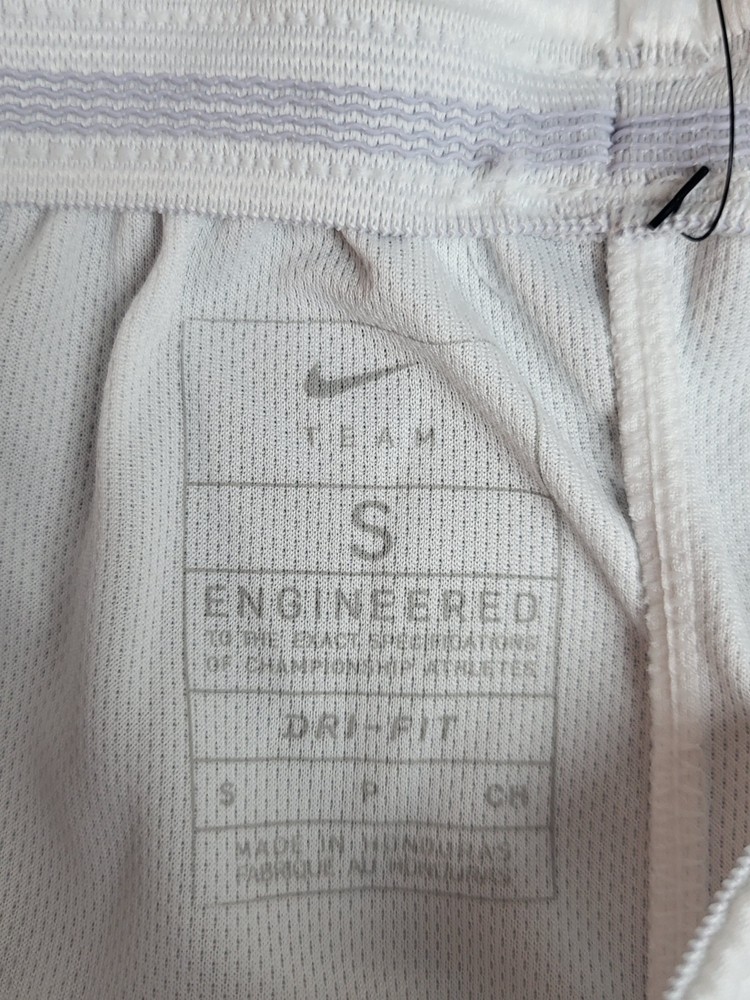 TEAM
S
ENGINEERED
TO THE EXACT SPECIFICATIONS
OF CHAMPIONSHIP ATHLETES
DRI-FIT
S P CH
MADE IN HONDURAS
FABRIQUE AU HONDURAS